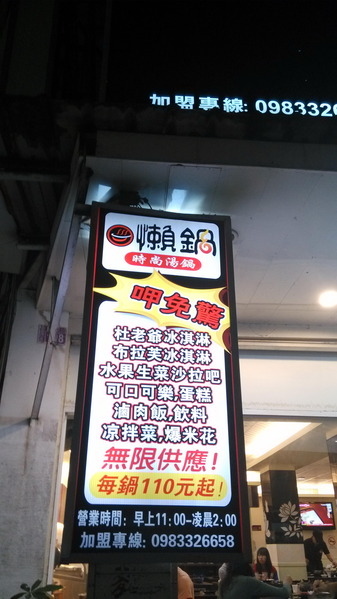 加盟專線: 0983326
懶鍋
時尚湯鍋
呷免驚
杜老爺冰淇淋
布拉芙冰淇淋
水果生菜沙拉吧
可口可樂,蛋糕
滷肉飯,飲料
凉拌菜,爆米花
無限供應!
每鍋110元起!
營業時間: 早上11:00-凌晨2:00
加盟專線: 0983326658